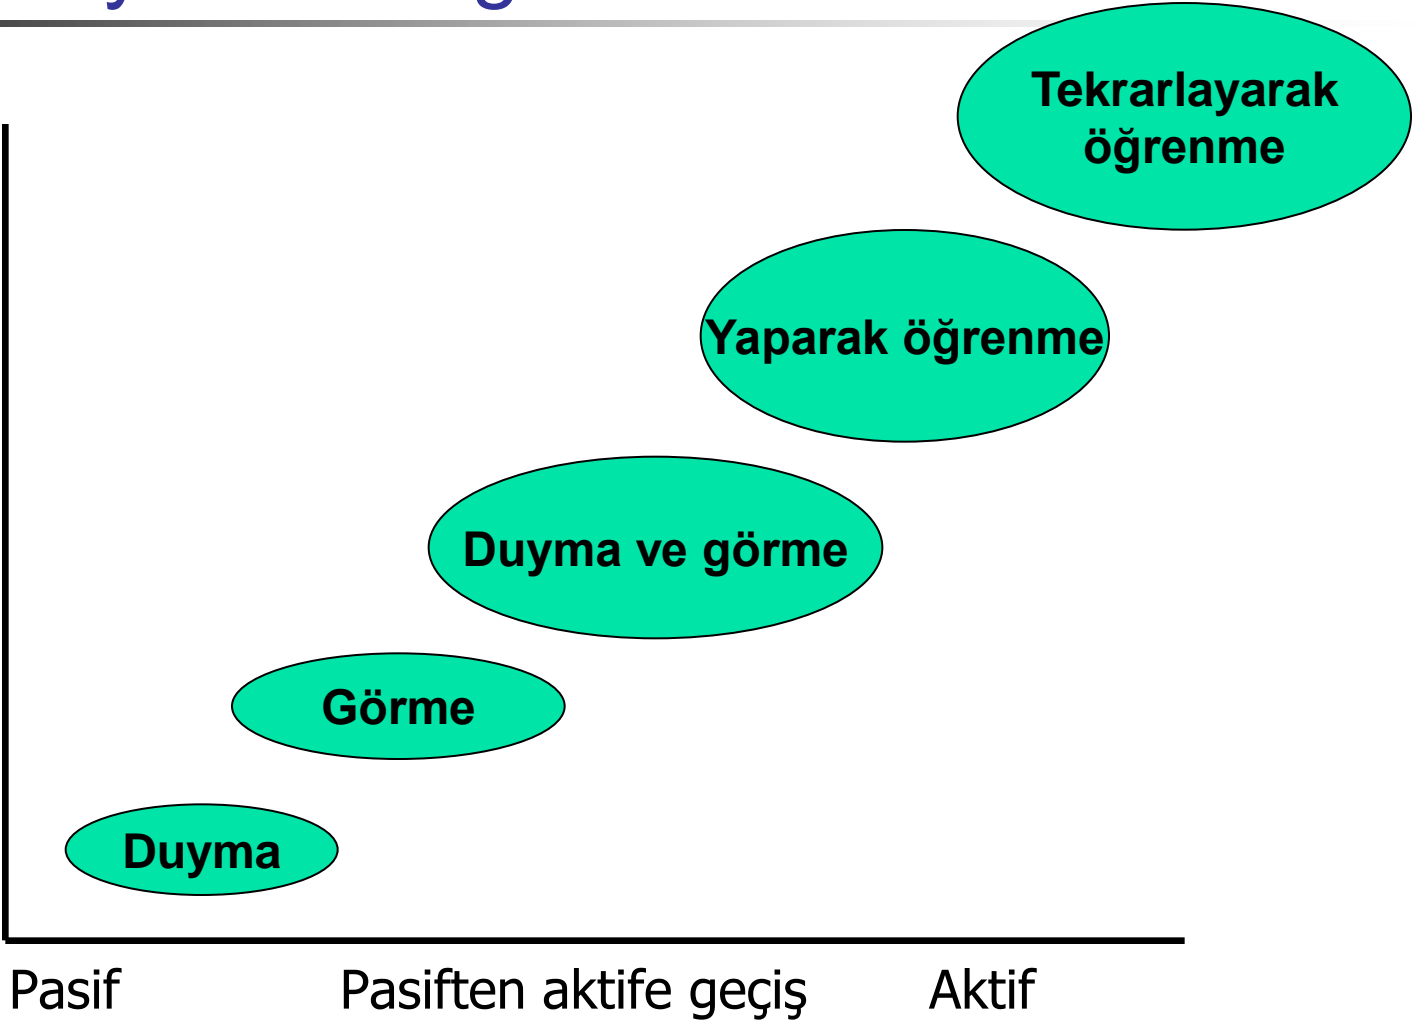 Tekrarlayarak
öğrenme
Yaparak öğrenme
Duyma ve görme
Görme
Duyma
Pasif Pasiften aktife geçiş Aktif